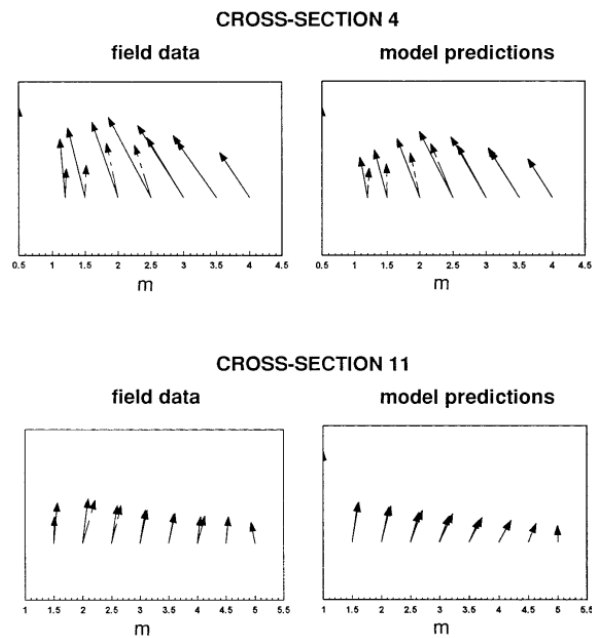 CROSS-SECTION 4
field data model predictions
0.5 1 1.5 2 2.5 3 3.5 4 4.5 0.5 1 1.5 2 2.5 3 3.5 4 4.5
m m
CROSS-SECTION 11
field data model predictions
1 1.5 2 2.5 3 3.5 4 4.5 5 5.5 1 1.5 2 2.5 3 3.5 4 4.5 5 5.5
m m